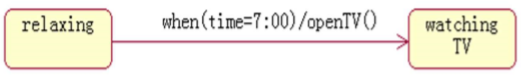 relaxing
when(time=7:00)/openTV()
watching
TV